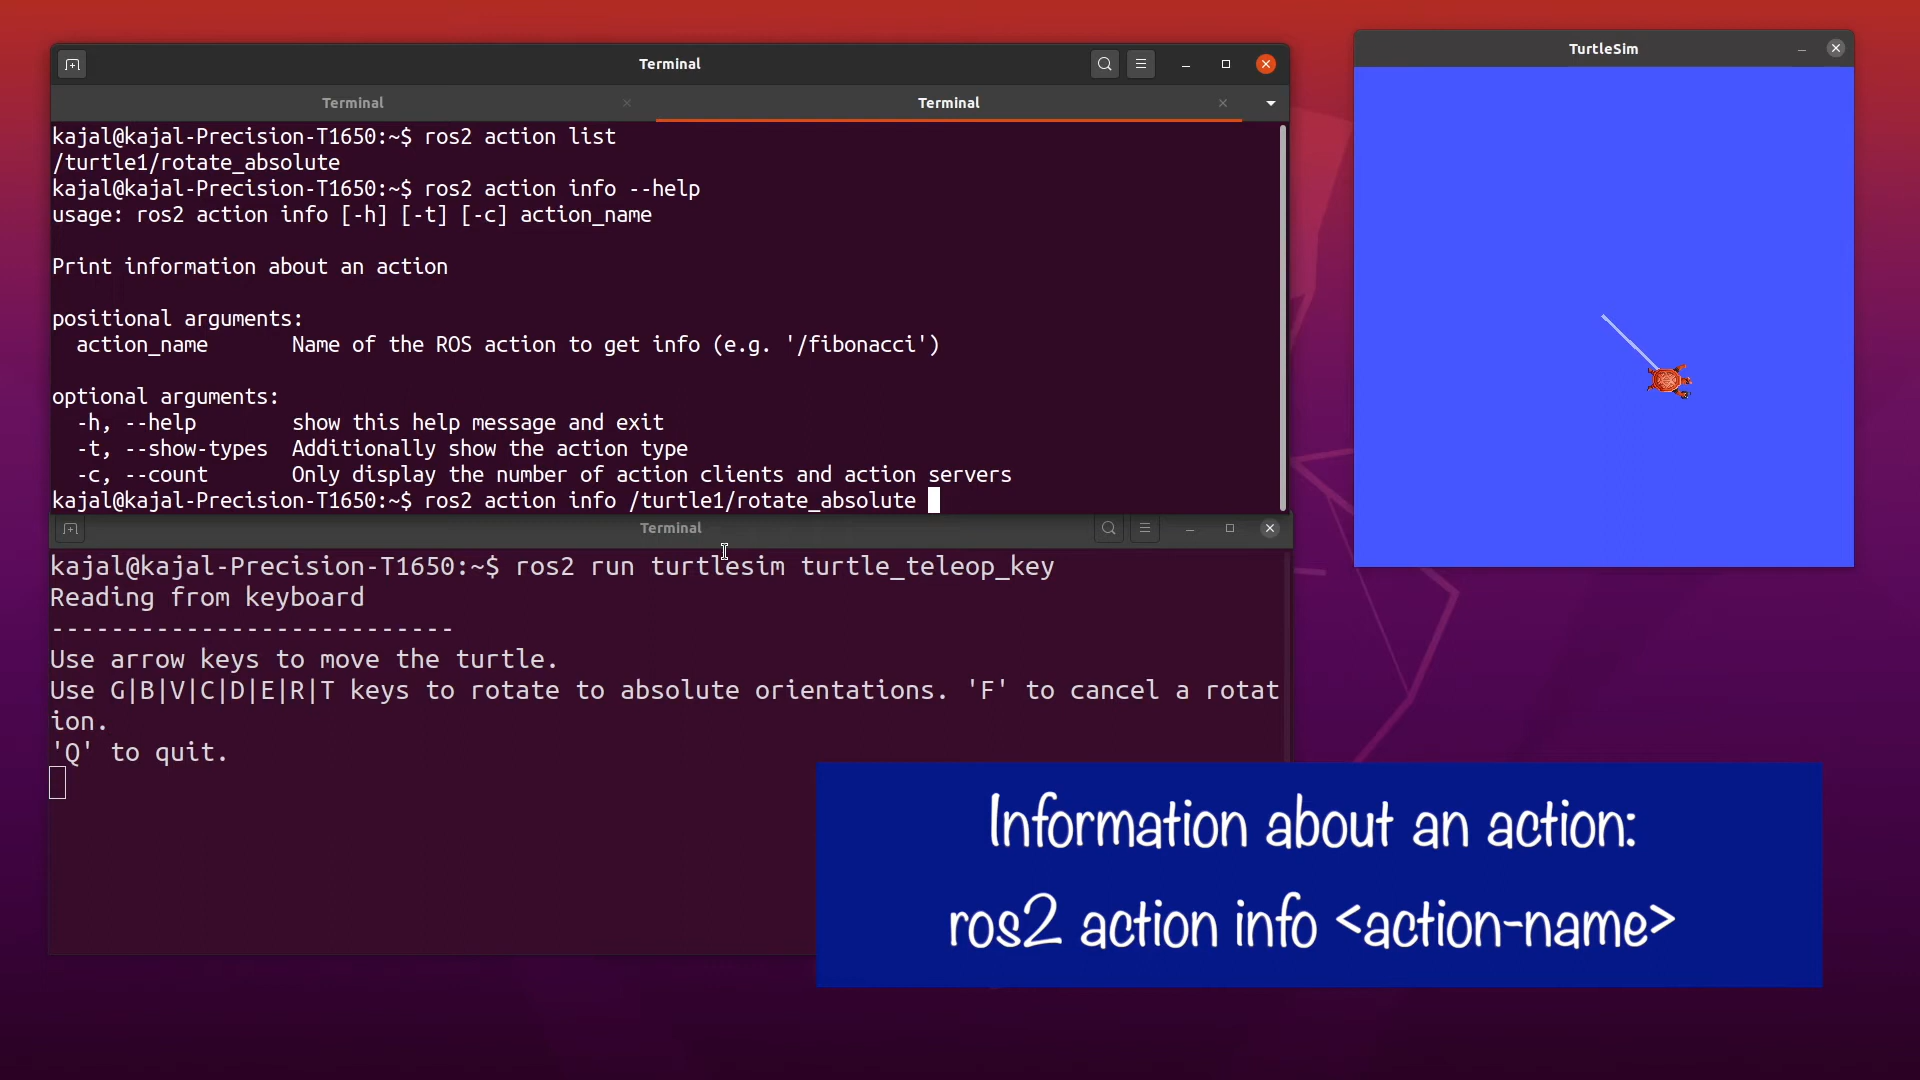 Terminal
Terminal
Terminal
kajal@kajal-Precision-T1650:~$ ros2 action list
/turtle1/rotate_absolute
kajal@kajal-Precision-T1650:~$ ros2 action info --help
usage: ros2 action info [-h] [-t] [-c] action_name
Print information about an action
positional arguments:
action_name Name of the ROS action to get info (e.g. '/fibonacci')
optional arguments:
-h, --help show this help message and exit
-t, --show-types Additionally show the action type
-c, --count Only display the number of action clients and action servers
kajal@kajal-Precision-T1650:~$ ros2 action info /turtle1/rotate_absolute
Terminal
kajal@kajal-Precision-T1650:~$ ros2 run turtlesim turtle_teleop_key
Reading from keyboard
---------------------------
Use arrow keys to move the turtle.
Use G|B|V|C|D|E|R|T keys to rotate to absolute orientations. 'F' to cancel a rotat
ion.
'Q' to quit.
TurtleSim
Information about an action:
ros2 action info <action-name>